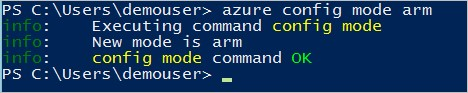 PS C:\Users\demouser> azure config mode arm
info:    Executing command config mode
info:    New mode is arm
info:    config mode command OK
PS C:\Users\demouser> _